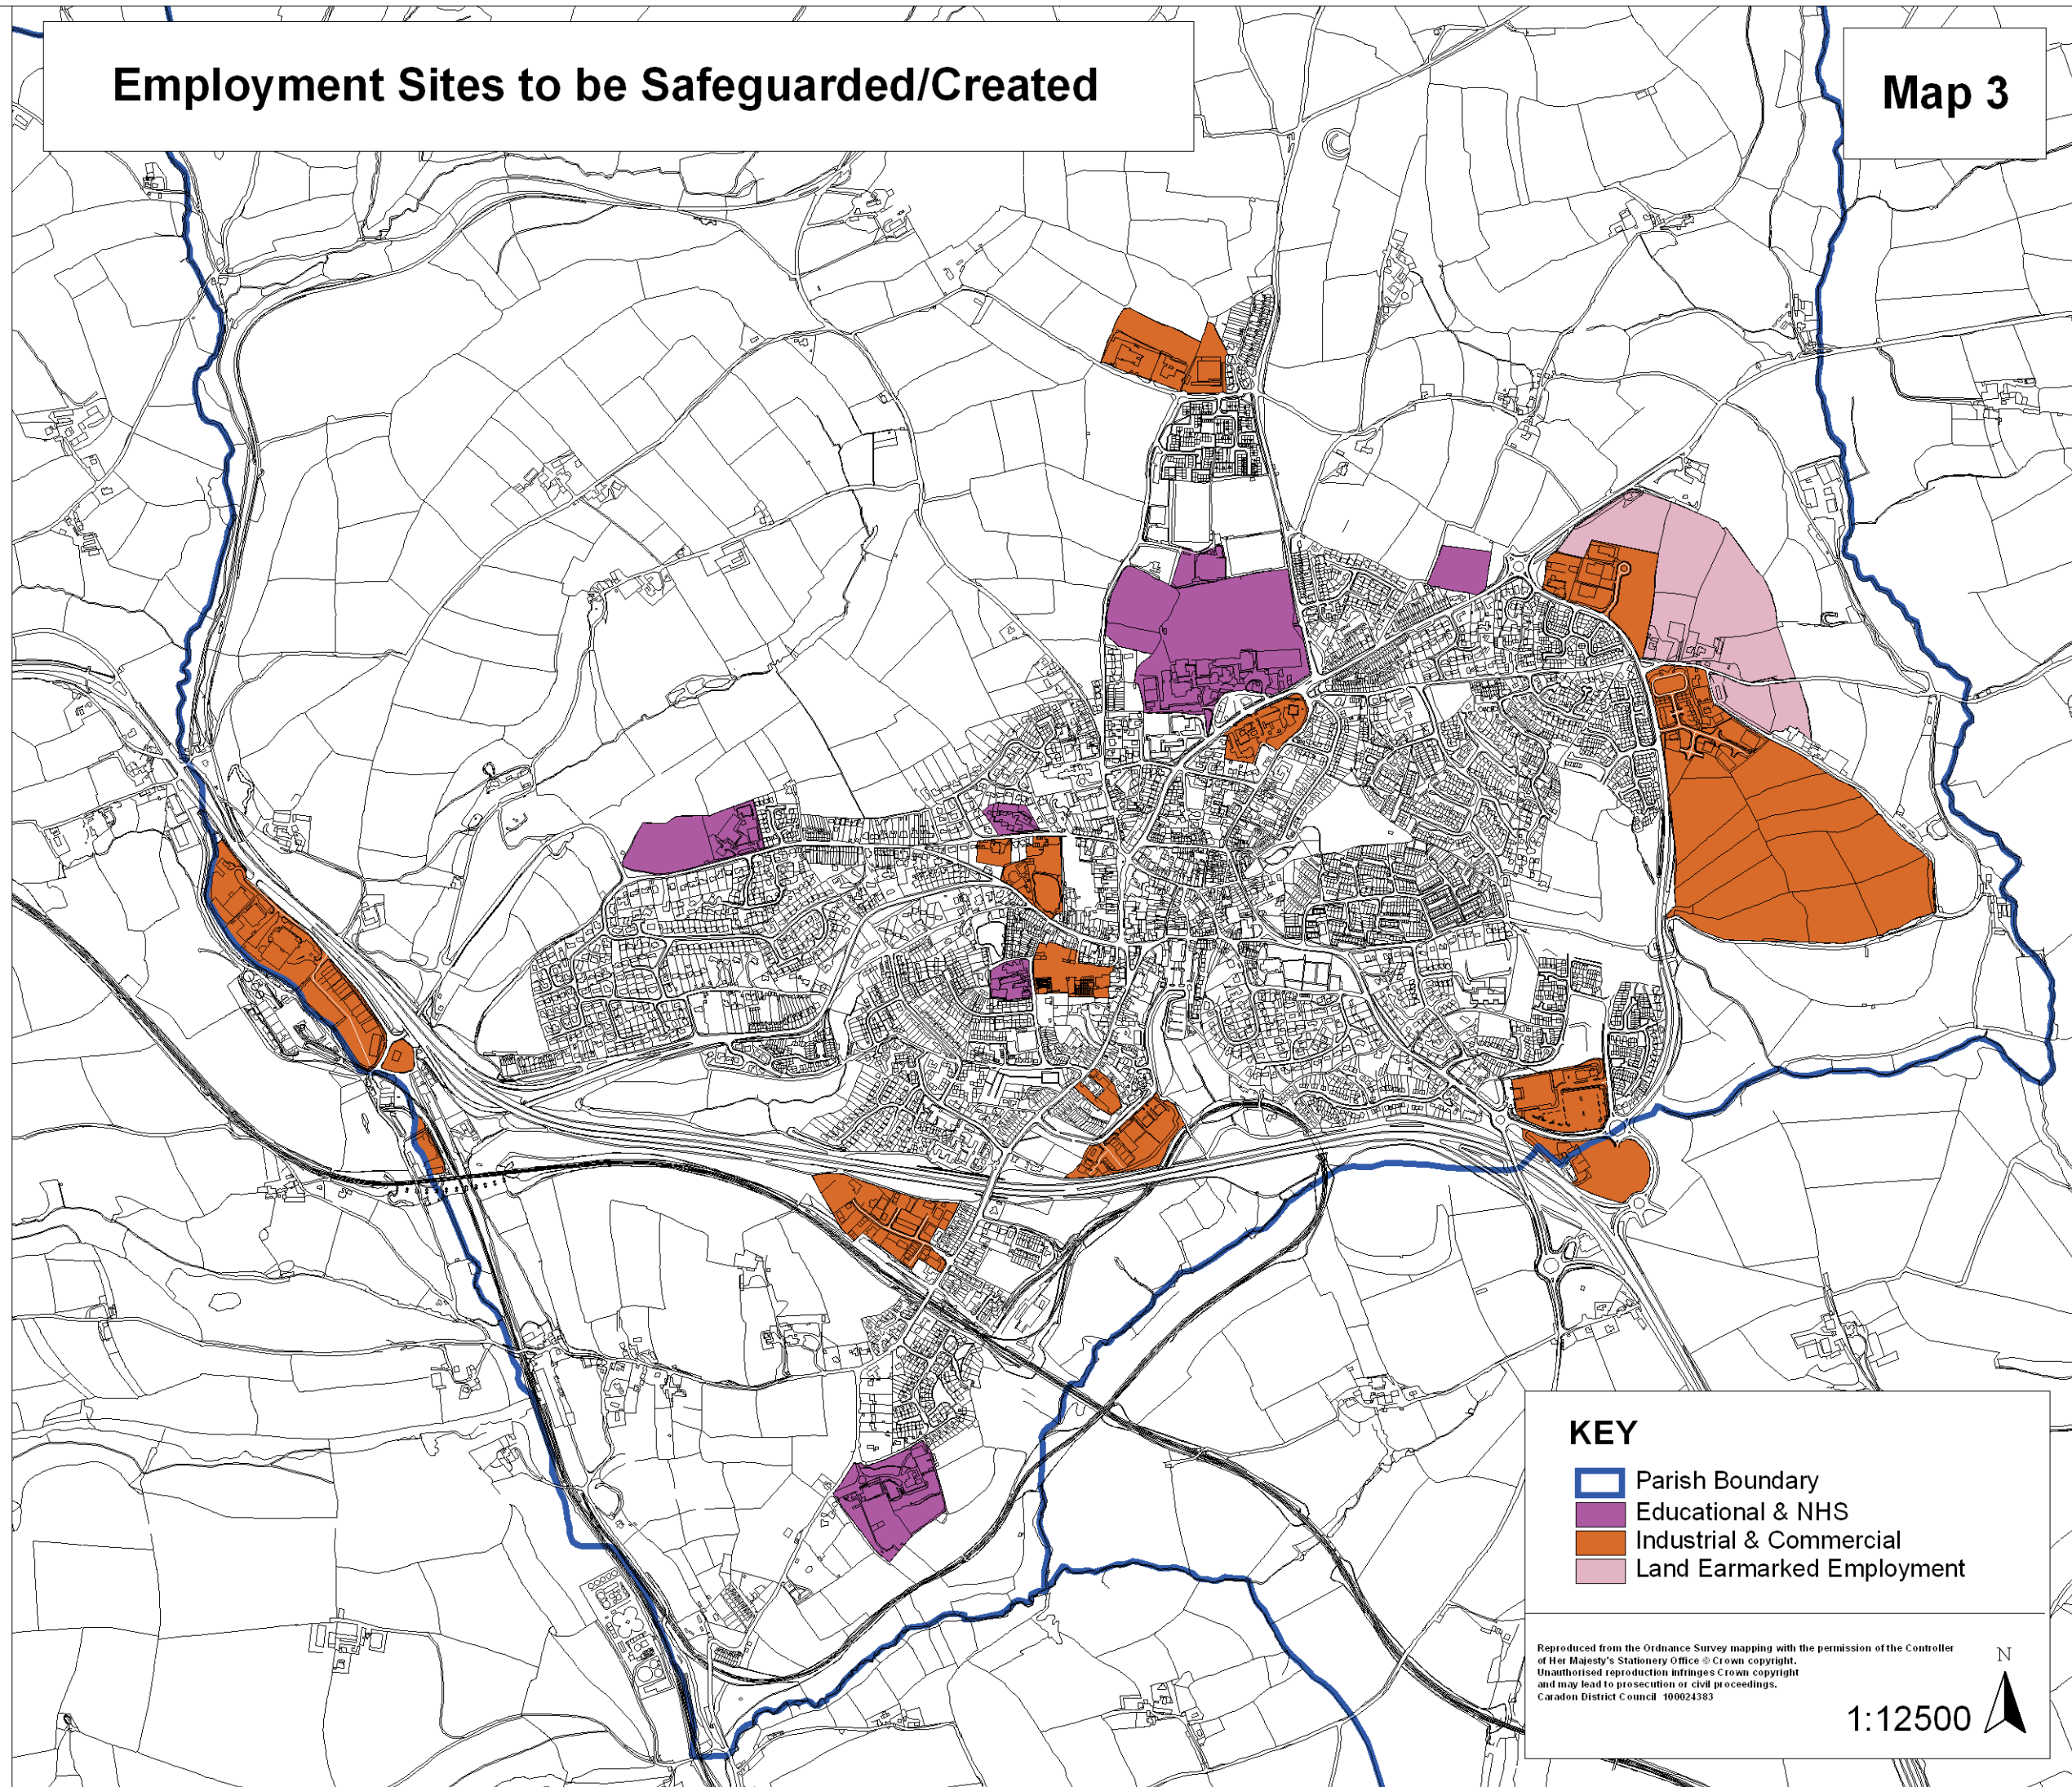 Employment Sites to be Safeguarded/Created
Map 3
KEY
Parish Boundary
Educational & NHS
Industrial & Commercial
Land Earmarked Employment
Reproduced from the Ordnance Survey mapping with the permission of the Controller
of Her Majesty's Stationery Office © Crown copyright.
Unauthorised reproduction infringes Crown copyright
and may lead to prosecution or civil proceedings.
Caradon District Council 100024383
N
1:12500